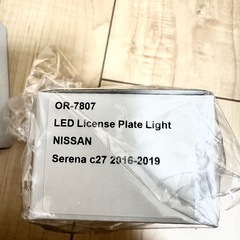 OR-7807
LED License Plate Light
NISSAN
Serena c27 2016-2019